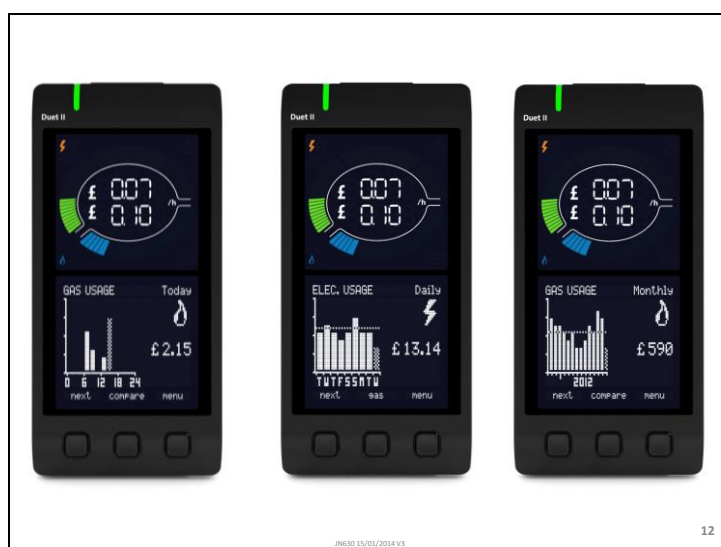 Duet II
£ 0.07
£ 0.10 /h
GAS USAGE Today
£ 2.15
0 6 12 18 24
next compare menu
Duet II
£ 0.07
£ 0.10 /h
ELEC. USAGE Daily
£ 13.14
T W T F S S M T W
next gas menu
Duet II
£ 0.07
£ 0.10 /h
GAS USAGE Monthly
£ 590
2012
next compare menu
JN630 15/01/2014 V3
12